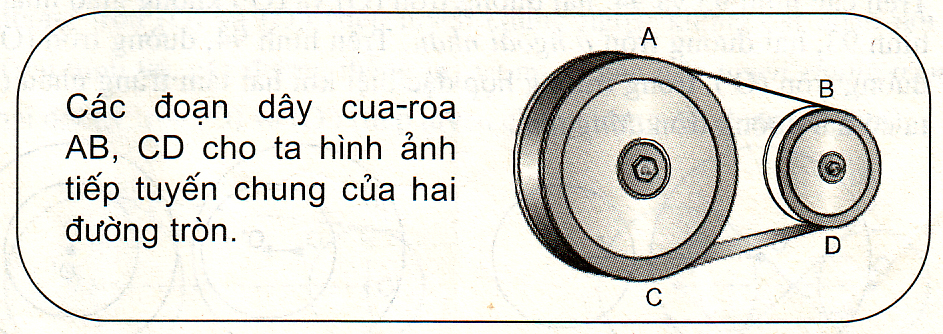 Các đoạn dây cua-roa
AB, CD cho ta hình ảnh
tiếp tuyến chung của hai
đường tròn.
A
B
D
C